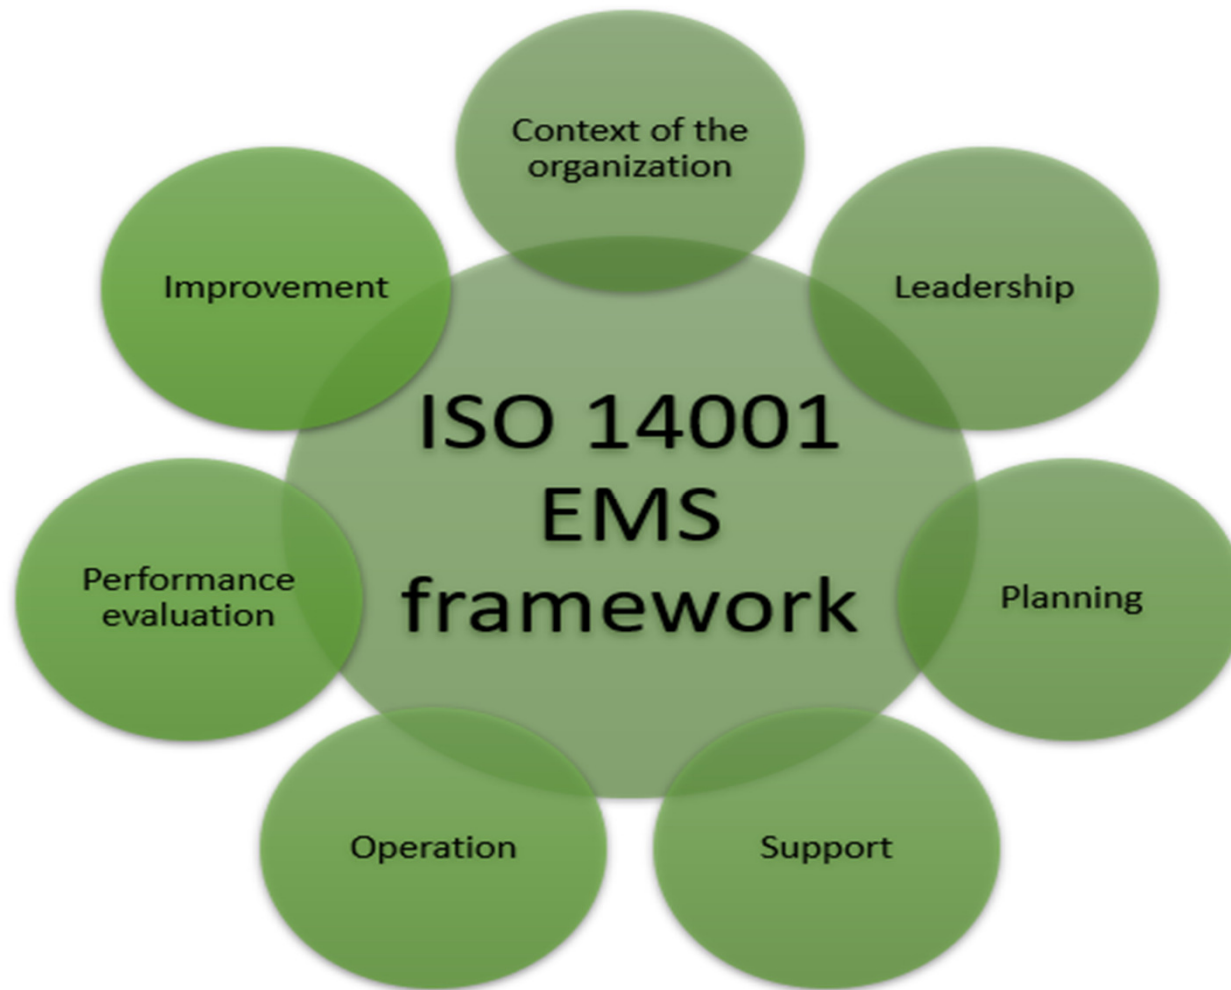 Context of the
organization
Leadership
Planning
Support
Operation
Performance
evaluation
Improvement
ISO 14001
EMS
framework